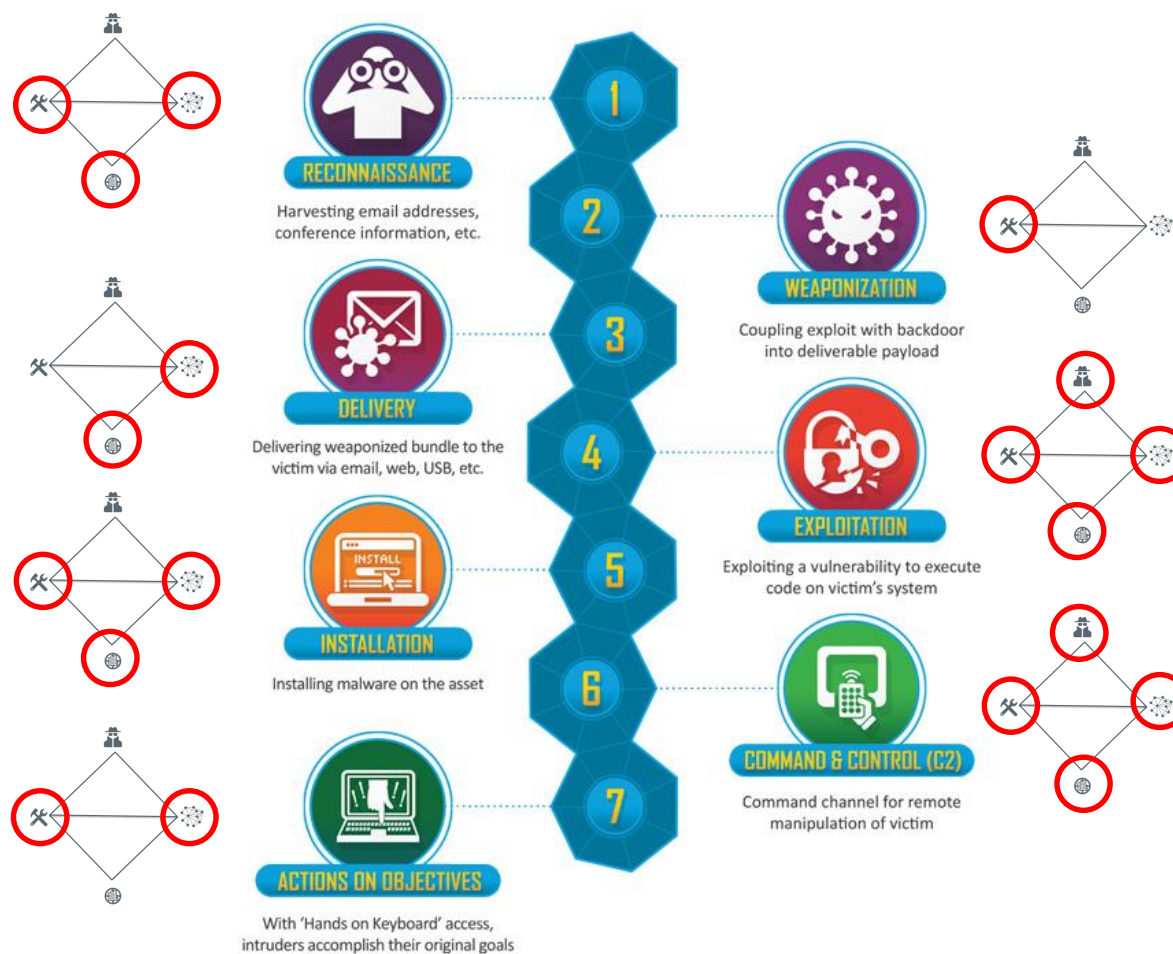 1
RECONNAISSANCE
Harvesting email addresses,
conference information, etc.
2
WEAPONIZATION
Coupling exploit with backdoor
into deliverable payload
3
DELIVERY
Delivering weaponized bundle to the
victim via email, web, USB, etc.
4
EXPLOITATION
Exploiting a vulnerability to execute
code on victim's system
5
INSTALL
INSTALLATION
Installing malware on the asset
6
COMMAND & CONTROL (C2)
Command channel for remote
manipulation of victim
7
ACTIONS ON OBJECTIVES
With 'Hands on Keyboard' access,
intruders accomplish their original goals